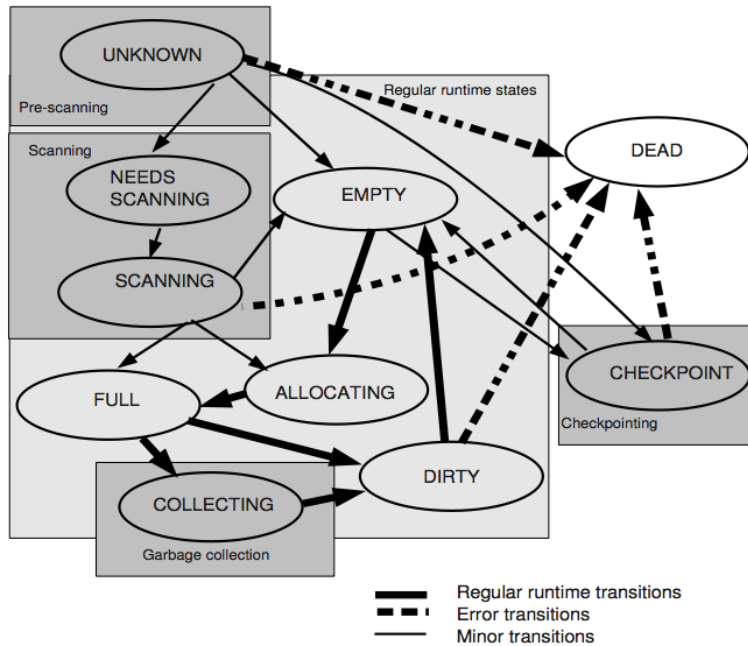 UNKNOWN
Pre-scanning
Regular runtime states
Scanning
DEAD
NEEDS
SCANNING
EMPTY
SCANNING
CHECKPOINT
Checkpointing
FULL
ALLOCATING
DIRTY
COLLECTING
Garbage collection
Regular runtime transitions
Error transitions
Minor transitions